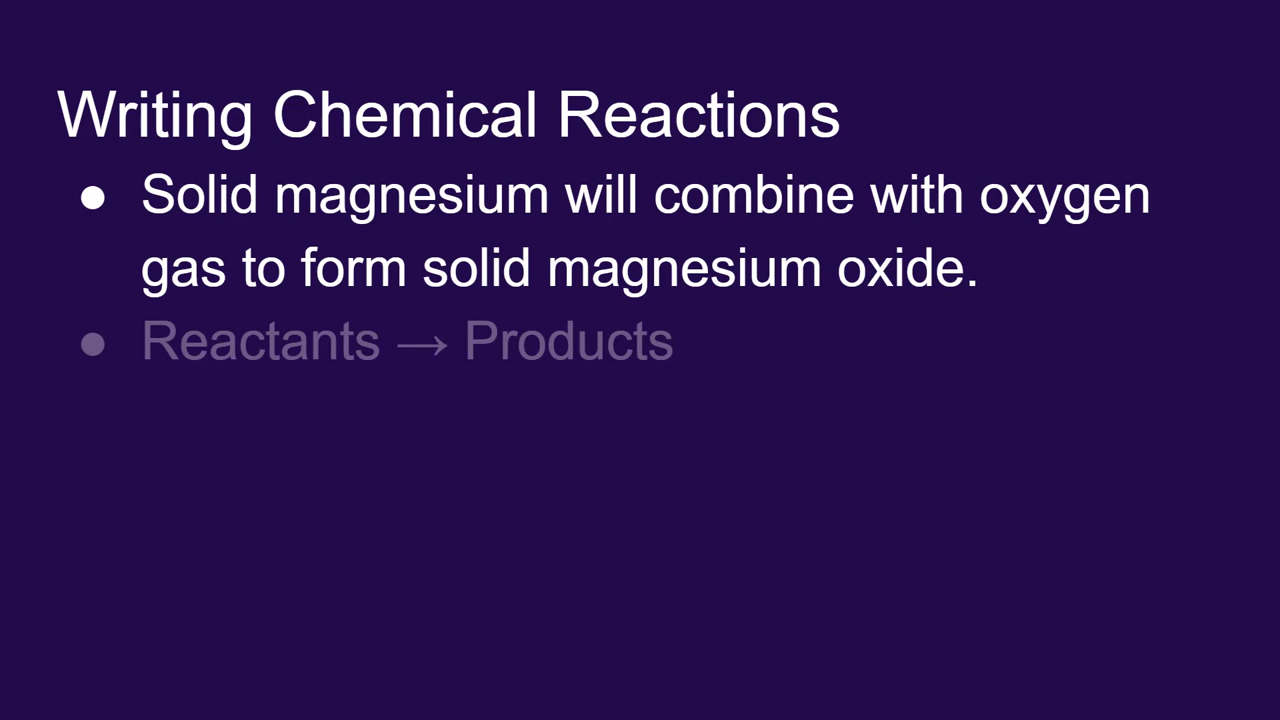 Writing Chemical Reactions
● Solid magnesium will combine with oxygen
gas to form solid magnesium oxide.
● Reactants → Products